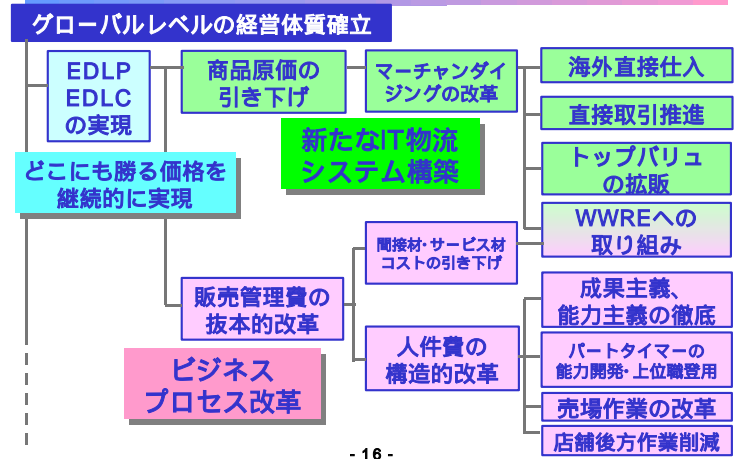 グローバルレベルの経営体質確立
EDLP
EDLC
の実現
商品原価の
引き下げ
マーチャンダイ
ジングの改革
海外直接仕入
直接取引推進
トップバリュ
の拡販
WWREへの
取り組み
新たなIT物流
システム構築
どこにも勝る価格を
継続的に実現
間接材・サービス材
コストの引き下げ
販売管理費の
抜本的改革
人件費の
構造的改革
成果主義、
能力主義の徹底
パートタイマーの
能力開発・上位職登用
売場作業の改革
店舗後方作業削減
ビジネス
プロセス改革
- 16 -